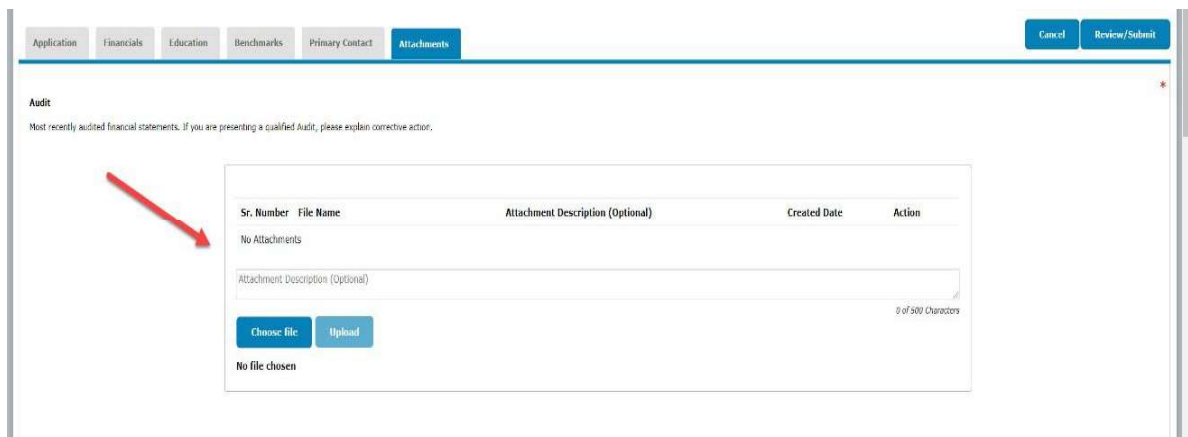 Application Financials Education Benchmarks Primary Contact Attachments Cancel Review/Submit
*
Audit
Most recently audited financial statements. If you are presenting a qualified Audit, please explain corrective action.
Sr. Number File Name Attachment Description (Optional) Created Date Action
No Attachments
Attachment Description (Optional)
0 of 500 Characters
Choose file Upload
No file chosen